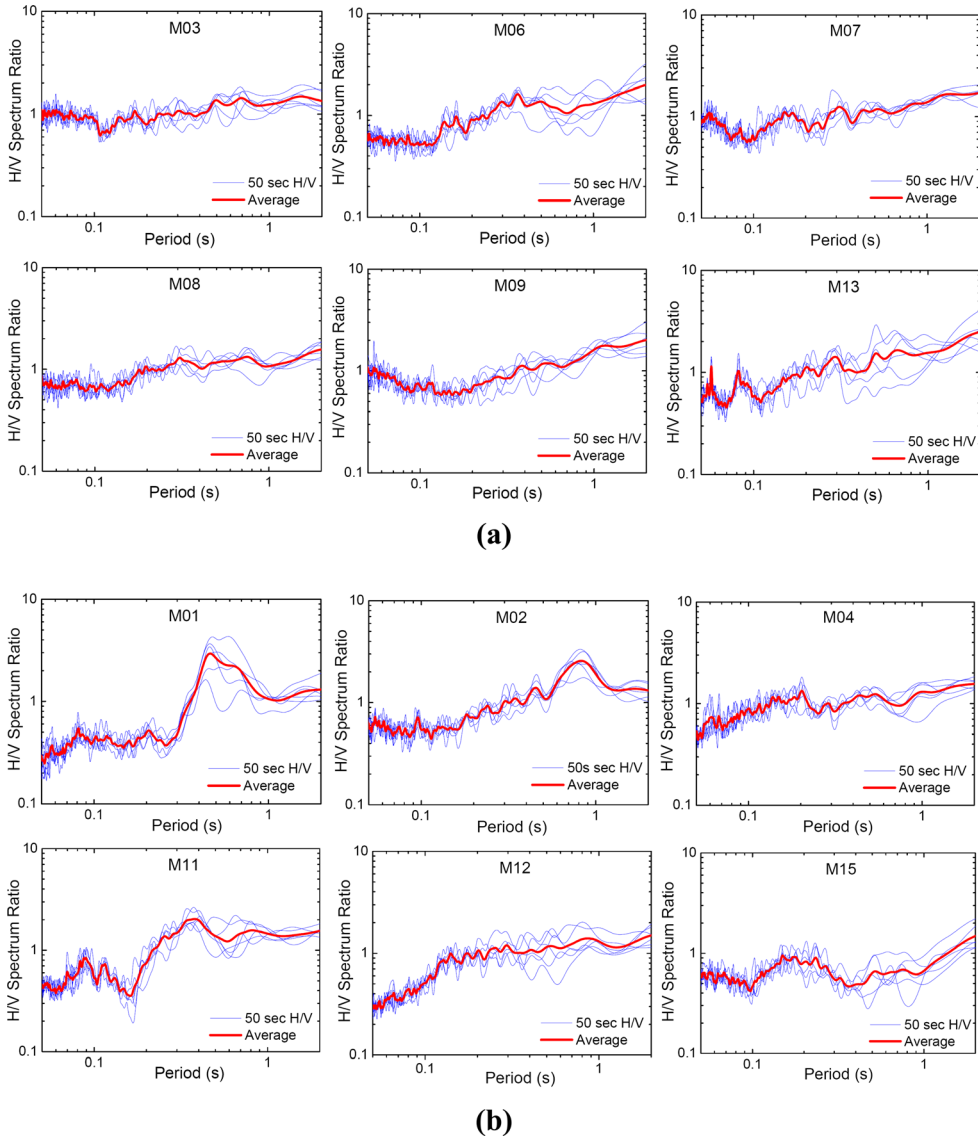 M03
H/V Spectrum Ratio
10
1
0.1
50 sec H/V
Average
0.1
1
Period (s)
M06
H/V Spectrum Ratio
10
1
0.1
50 sec H/V
Average
0.1
1
Period (s)
M07
H/V Spectrum Ratio
10
1
0.1
50 sec H/V
Average
0.1
1
Period (s)
M08
H/V Spectrum Ratio
10
1
0.1
50 sec H/V
Average
0.1
1
Period (s)
M09
H/V Spectrum Ratio
10
1
0.1
50 sec H/V
Average
0.1
1
Period (s)
M13
H/V Spectrum Ratio
10
1
0.1
50 sec H/V
Average
0.1
1
Period (s)
(a)
M01
H/V Spectrum Ratio
10
1
0.1
50 sec H/V
Average
0.1
1
Period (s)
M02
H/V Spectrum Ratio
10
1
0.1
50s sec H/V
Average
0.1
1
Period (s)
M04
H/V Spectrum Ratio
10
1
0.1
50 sec H/V
Average
0.1
1
Period (s)
M11
H/V Spectrum Ratio
10
1
0.1
50 sec H/V
Average
0.1
1
Period (s)
M12
H/V Spectrum Ratio
10
1
0.1
50 sec H/V
Average
0.1
1
Period (s)
M15
H/V Spectrum Ratio
10
1
0.1
50 sec H/V
Average
0.1
1
Period (s)
(b)